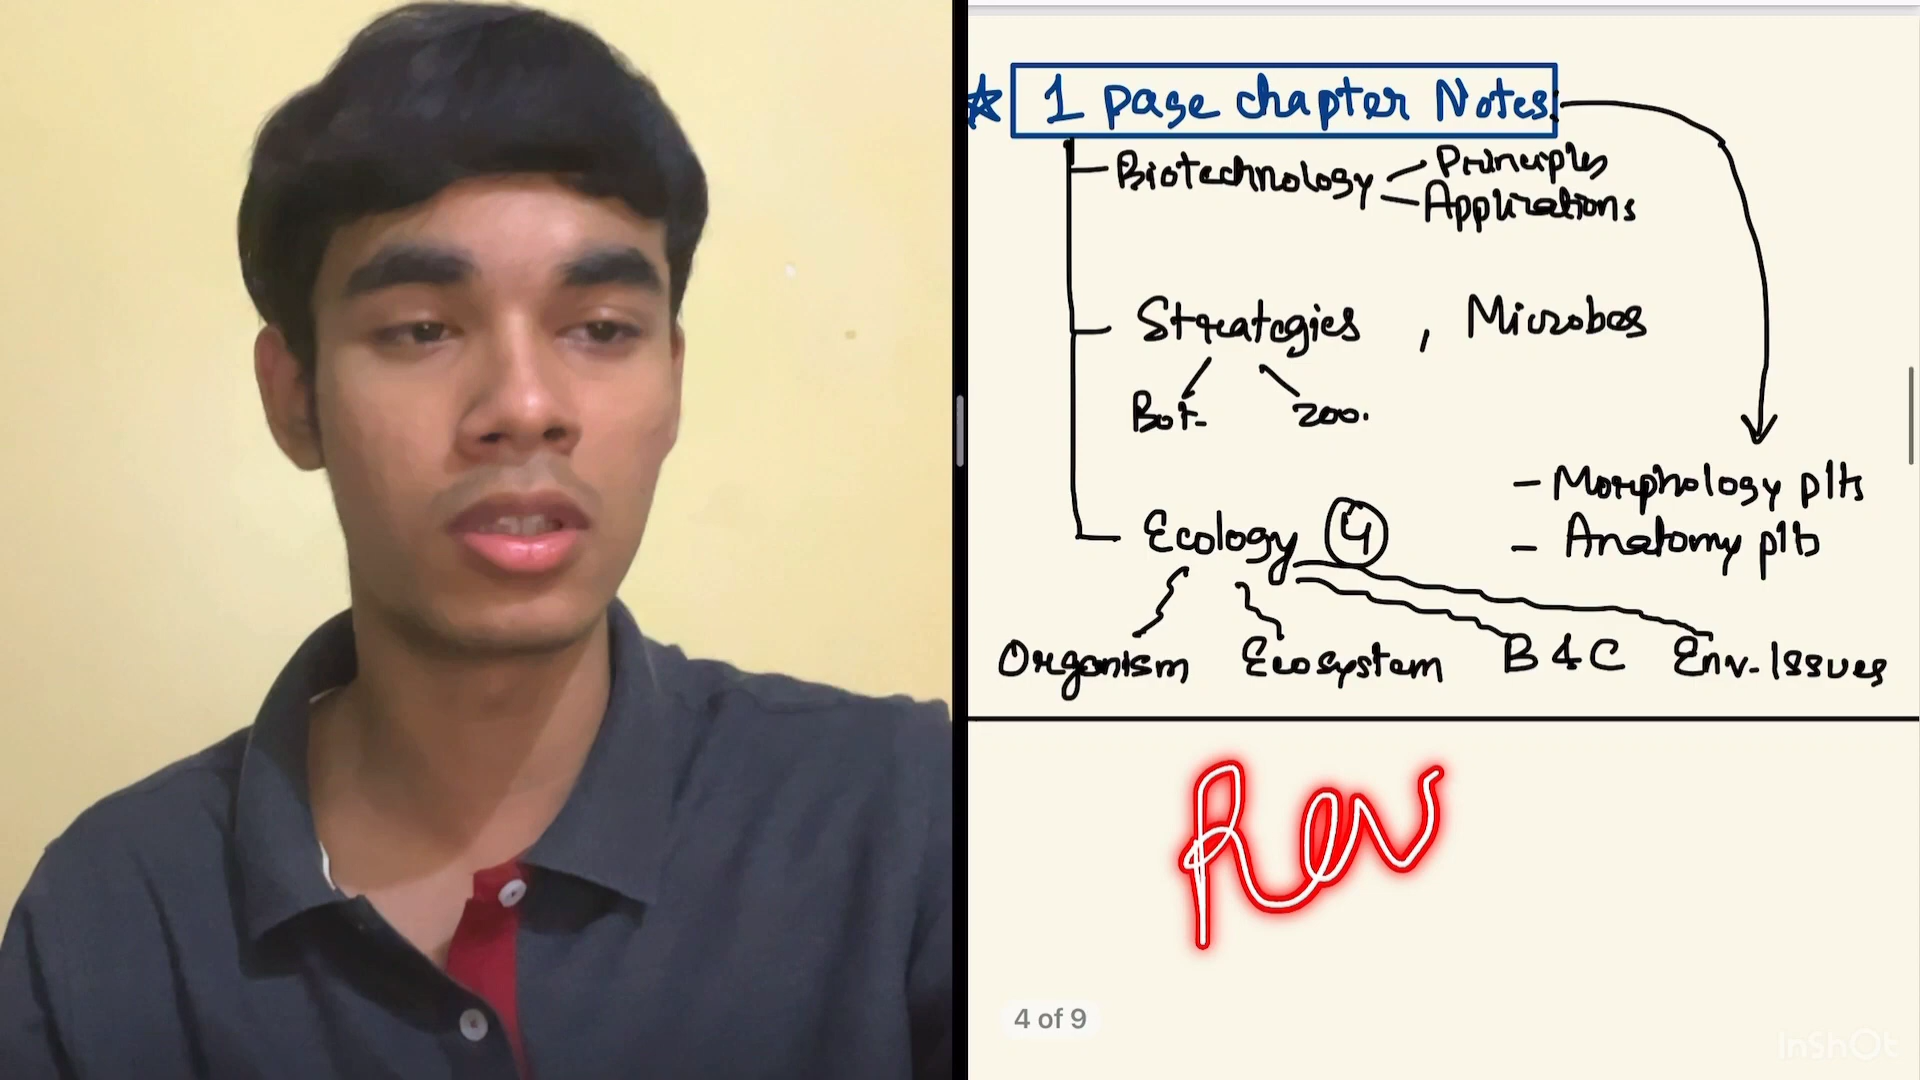 1 page chapter Notes
Biotechnology
Principles
Applications
Strategies , Microbes
Bot. Zoo.
- Morphology plts
- Anatomy plts
Ecology 4
Organism Ecosystem B & C Env. Issues
Rev
4 of 9
InShOt